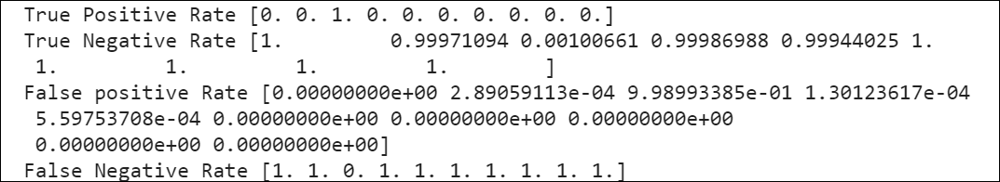 True Positive Rate [0. 0. 1. 0. 0. 0. 0. 0. 0. 0.]
True Negative Rate [1.         0.99971094 0.00100661 0.99986988 0.99944025 1.
 1.         1.         1.         1.        ]
False positive Rate [0.00000000e+00 2.89059113e-04 9.98993385e-01 1.30123617e-04
 5.59753708e-04 0.00000000e+00 0.00000000e+00 0.00000000e+00
 0.00000000e+00 0.00000000e+00]
False Negative Rate [1. 1. 0. 1. 1. 1. 1. 1. 1. 1.]